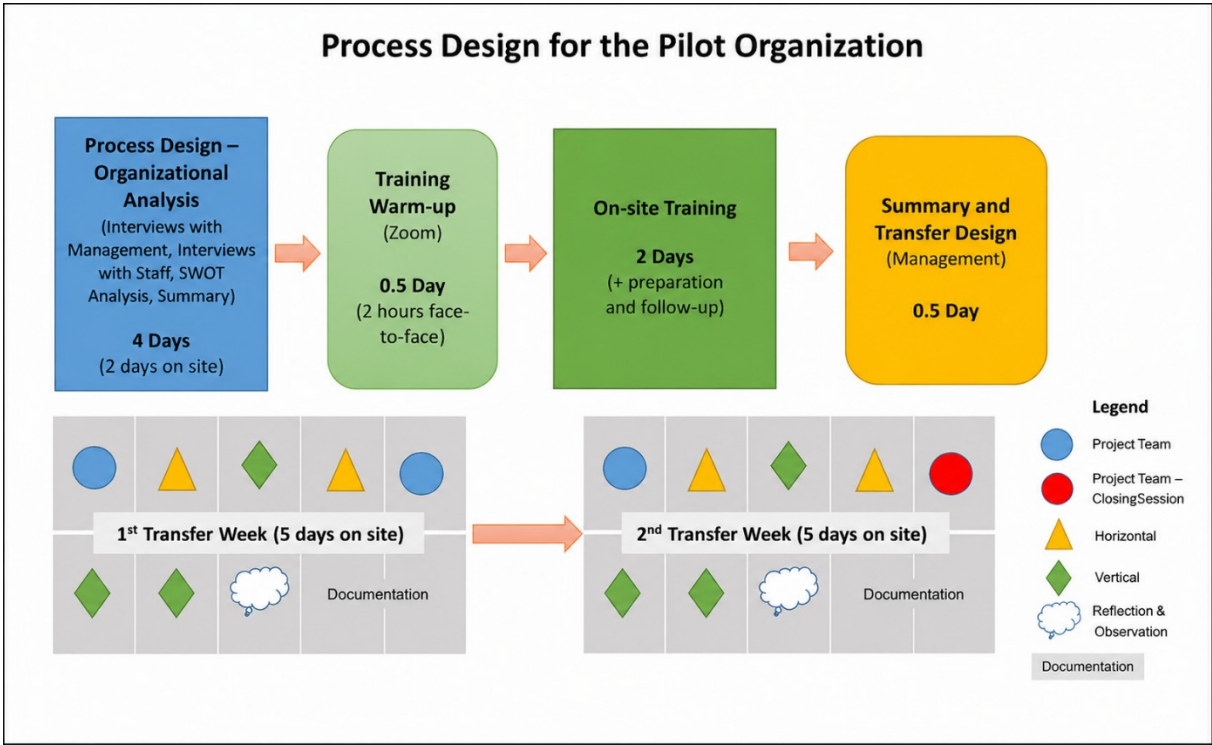 Process Design for the Pilot Organization
Process Design –
Organizational
Analysis
(Interviews with
Management, Interviews
with Staff, SWOT
Analysis, Summary)
4 Days
(2 days on site)
Training
Warm-up
(Zoom)
0.5 Day
(2 hours face-
to-face)
On-site Training
2 Days
(+ preparation
and follow-up)
Summary and
Transfer Design
(Management)
0.5 Day
1st Transfer Week (5 days on site)
Documentation
2nd Transfer Week (5 days on site)
Documentation
Legend
Project Team
Project Team –
ClosingSession
Horizontal
Vertical
Reflection &
Observation
Documentation